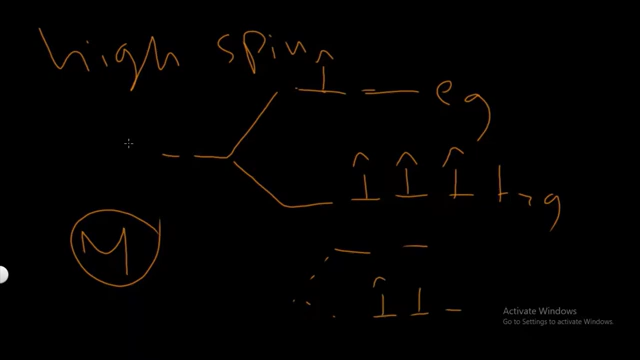 high spin
eg
t2g
M
Activate Windows
Go to Settings to activate Windows.